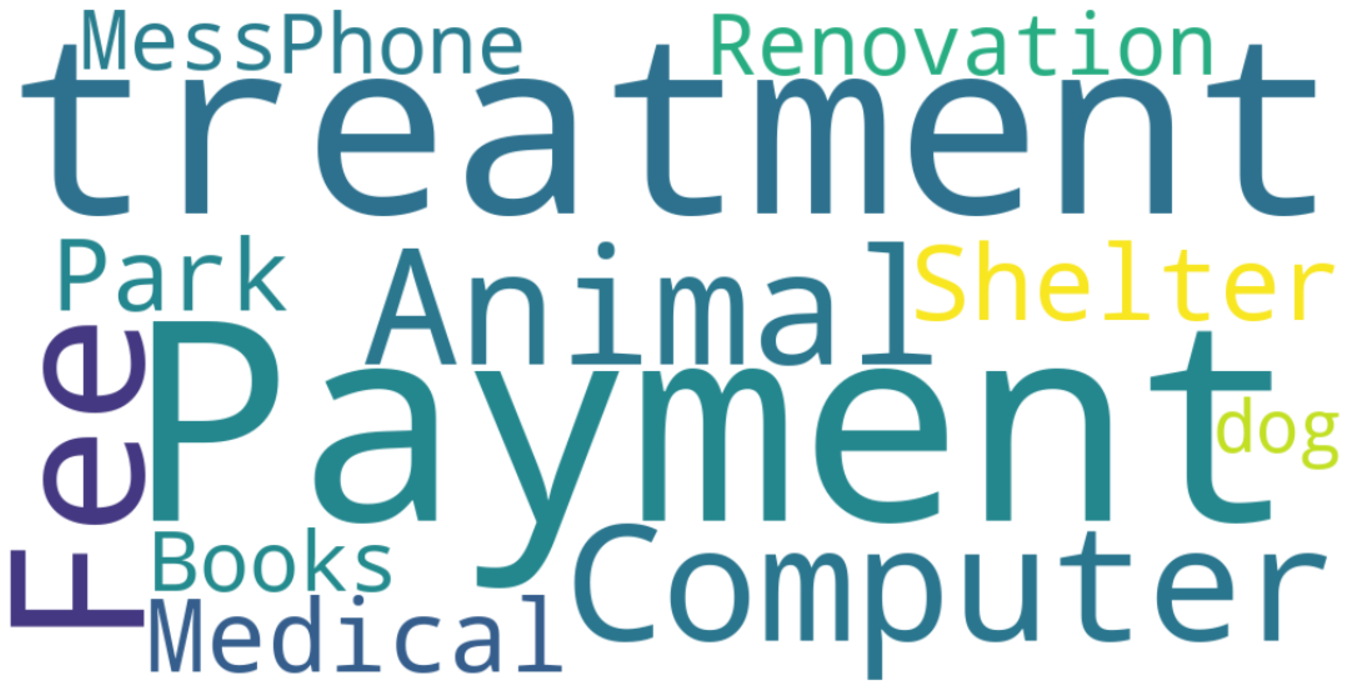 MessPhone
Renovation
treatment
Park
Animal
Shelter
Fee
Payment
dog
Books
Computer
Medical